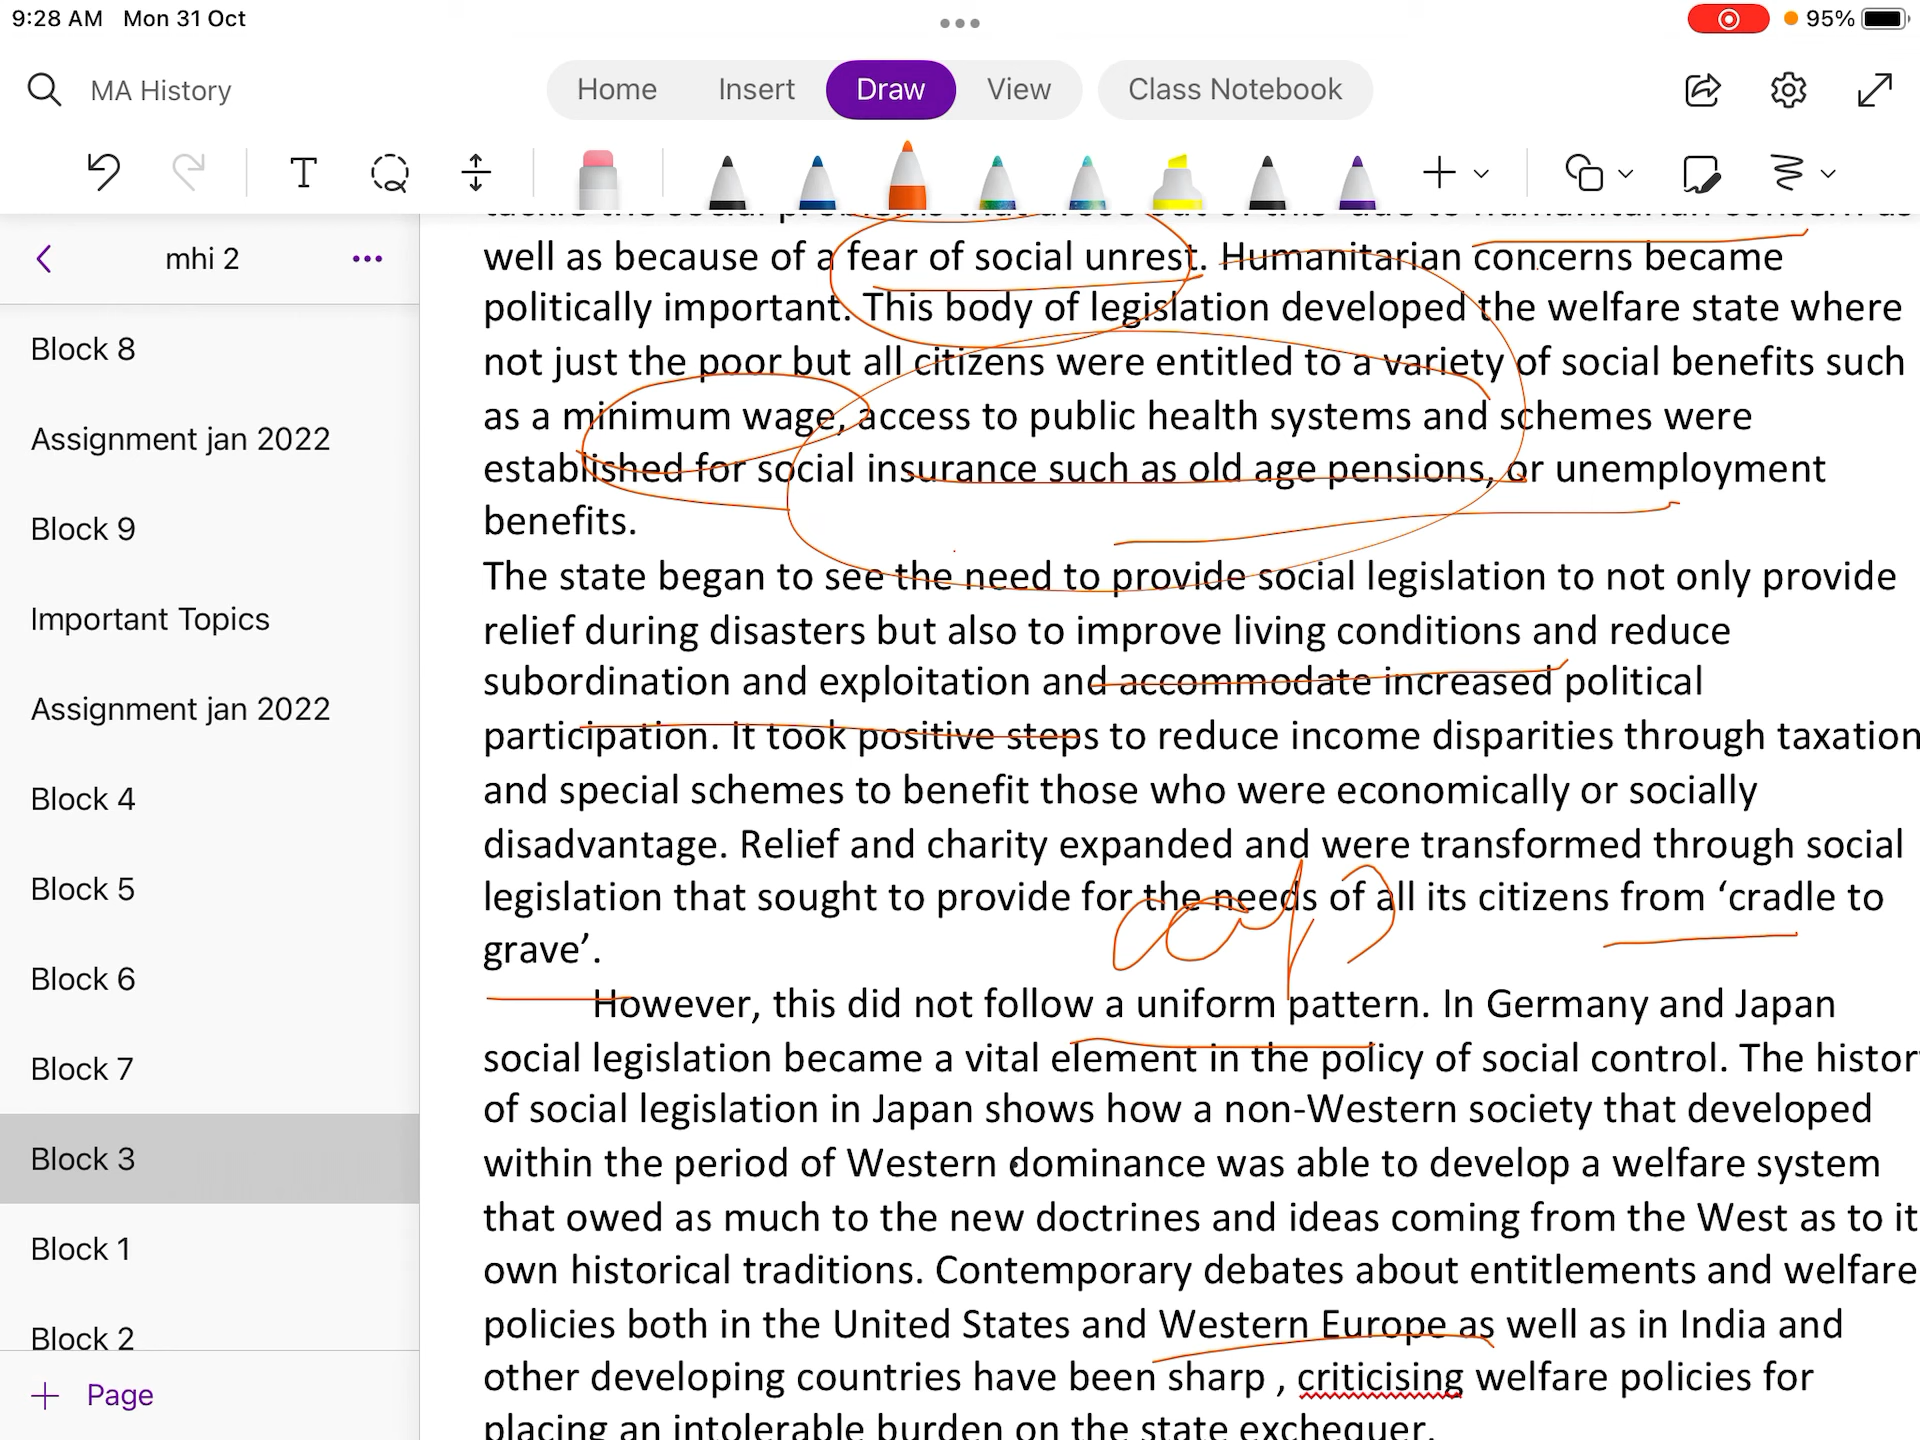 9:28 AM Mon 31 Oct
95%
MA History
Home Insert Draw View Class Notebook
T
mhi 2
Block 8
Assignment jan 2022
Block 9
Important Topics
Assignment jan 2022
Block 4
Block 5
Block 6
Block 7
Block 3
Block 1
Block 2
Page
tackle the social problems that arose out of this due to humanitarian concern as
well as because of a fear of social unrest. Humanitarian concerns became
politically important. This body of legislation developed the welfare state where
not just the poor but all citizens were entitled to a variety of social benefits such
as a minimum wage, access to public health systems and schemes were
established for social insurance such as old age pensions, or unemployment
benefits.
The state began to see the need to provide social legislation to not only provide
relief during disasters but also to improve living conditions and reduce
subordination and exploitation and accommodate increased political
participation. It took positive steps to reduce income disparities through taxation
and special schemes to benefit those who were economically or socially
disadvantage. Relief and charity expanded and were transformed through social
legislation that sought to provide for the needs of all its citizens from ‘cradle to
grave’.
However, this did not follow a uniform pattern. In Germany and Japan
social legislation became a vital element in the policy of social control. The histor
of social legislation in Japan shows how a non-Western society that developed
within the period of Western dominance was able to develop a welfare system
that owed as much to the new doctrines and ideas coming from the West as to it
own historical traditions. Contemporary debates about entitlements and welfare
policies both in the United States and Western Europe as well as in India and
other developing countries have been sharp , criticising welfare policies for
placing an intolerable burden on the state exchequer.